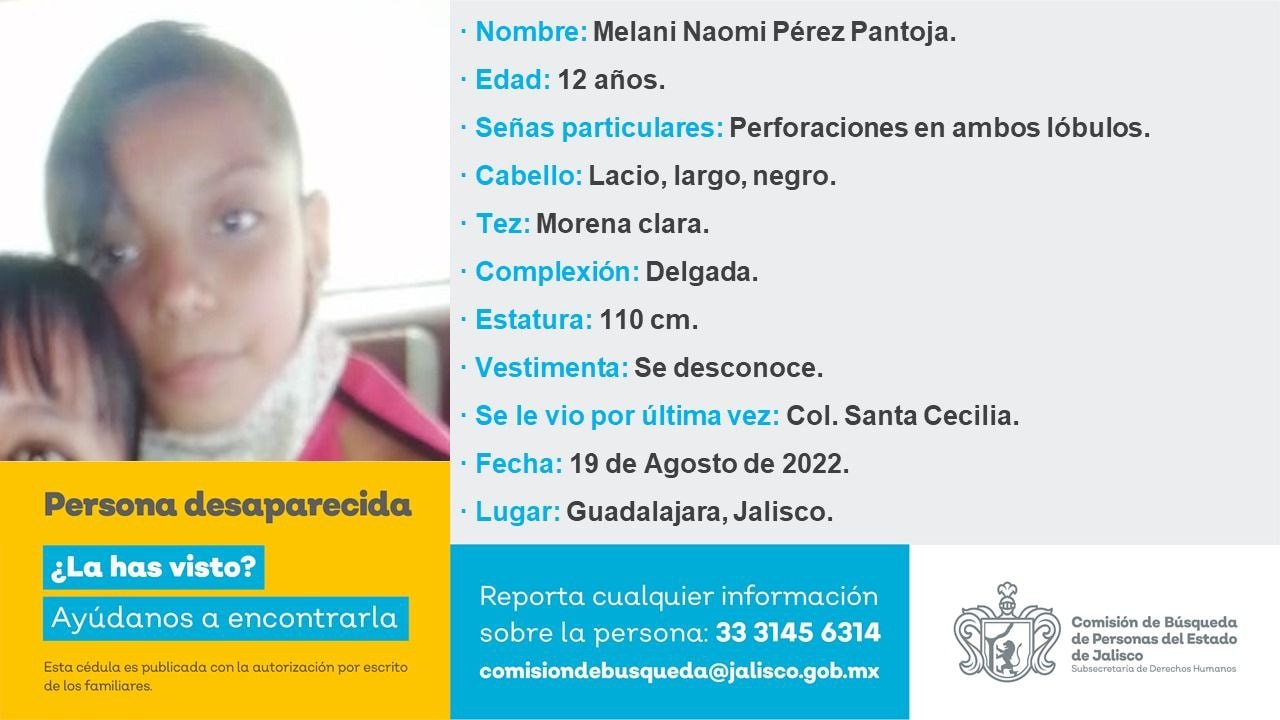 · Nombre: Melani Naomi Pérez Pantoja.
· Edad: 12 años.
· Señas particulares: Perforaciones en ambos lóbulos.
· Cabello: Lacio, largo, negro.
· Tez: Morena clara.
· Complexión: Delgada.
· Estatura: 110 cm.
· Vestimenta: Se desconoce.
· Se le vio por última vez: Col. Santa Cecilia.
· Fecha: 19 de Agosto de 2022.
· Lugar: Guadalajara, Jalisco.
Persona desaparecida
¿La has visto?
Ayúdanos a encontrarla
Esta cédula es publicada con la autorización por escrito
de los familiares.
Reporta cualquier información
sobre la persona: 33 3145 6314
comisiondebusqueda@jalisco.gob.mx
Comisión de Búsqueda
de Personas del Estado
de Jalisco
Subsecretaría de Derechos Humanos